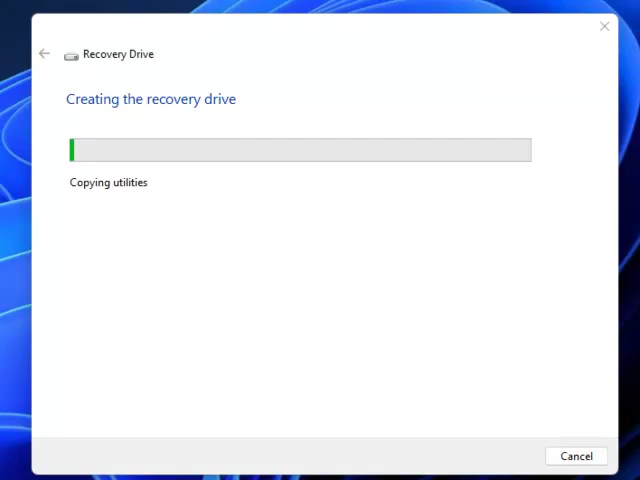 Recovery Drive
Creating the recovery drive
Copying utilities
Cancel